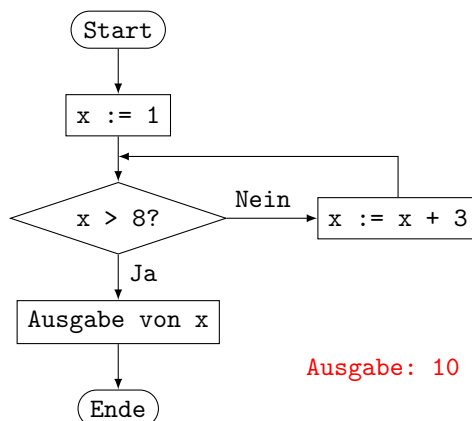 Start
x := 1
x > 8?
Nein
x := x + 3
Ja
Ausgabe von x
Ausgabe: 10
Ende